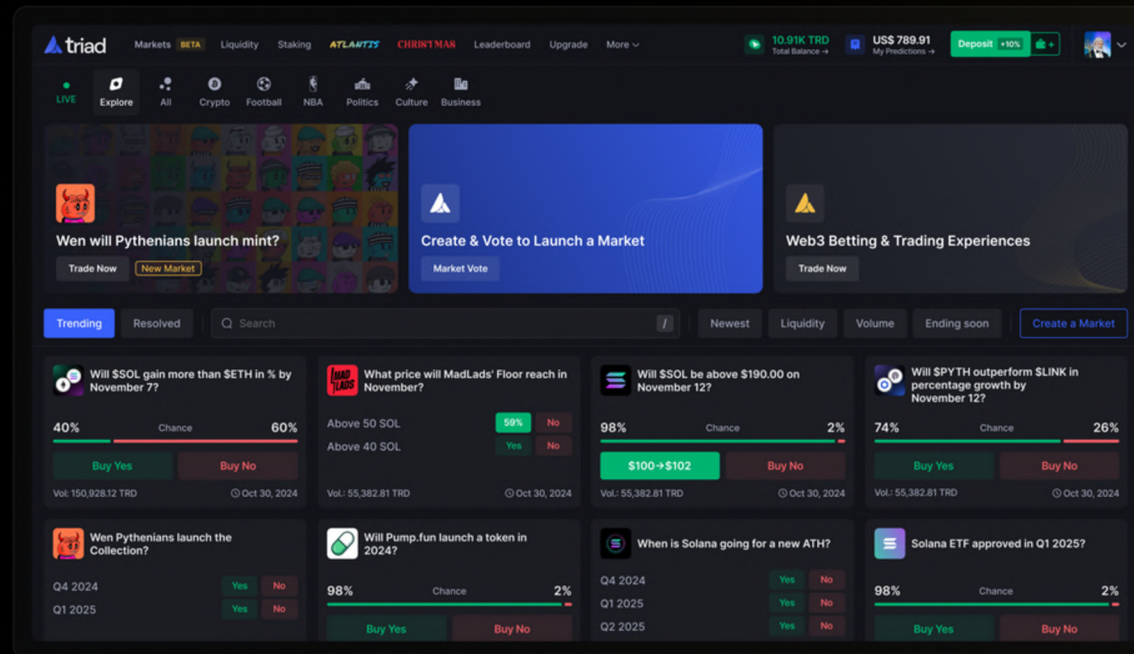 triad
Markets BETA Liquidity Staking ATLANTIS CHRISTMAS Leaderboard Upgrade More
10.91K TRD
Total Balance →
US$ 789.91
My Predictions →
Deposit +10%
+
LIVE Explore All Crypto Football NBA Politics Culture Business
Wen will Pythenians launch mint?
Trade Now New Market
Create & Vote to Launch a Market
Market Vote
Web3 Betting & Trading Experiences
Trade Now
Trending Resolved Search / Newest Liquidity Volume Ending soon Create a Market
Will $SOL gain more than $ETH in % by
November 7?
40% Chance 60%
Buy Yes Buy No
Vol: 150,928.12 TRD Oct 30, 2024
MAD
LADS
What price will MadLads' Floor reach in
November?
Above 50 SOL 59% No
Above 40 SOL Yes No
Vol.: 55,382.81 TRD Oct 30, 2024
Will $SOL be above $190.00 on
November 12?
98% Chance 2%
$100→$102 Buy No
Vol.: 55,382.81 TRD Oct 30, 2024
Will $PYTH outperform $LINK in
percentage growth by
November 12?
74% Chance 26%
Buy Yes Buy No
Vol.: 55,382.81 TRD Oct 30, 2024
Wen Pythenians launch the
Collection?
Q4 2024 Yes No
Q1 2025 Yes No
Will Pump.fun launch a token in
2024?
98% Chance 2%
Buy Yes Buy No
When is Solana going for a new ATH?
Q4 2024 Yes No
Q1 2025 Yes No
Q2 2025 Yes No
Solana ETF approved in Q1 2025?
98% Chance 2%
Buy Yes Buy No